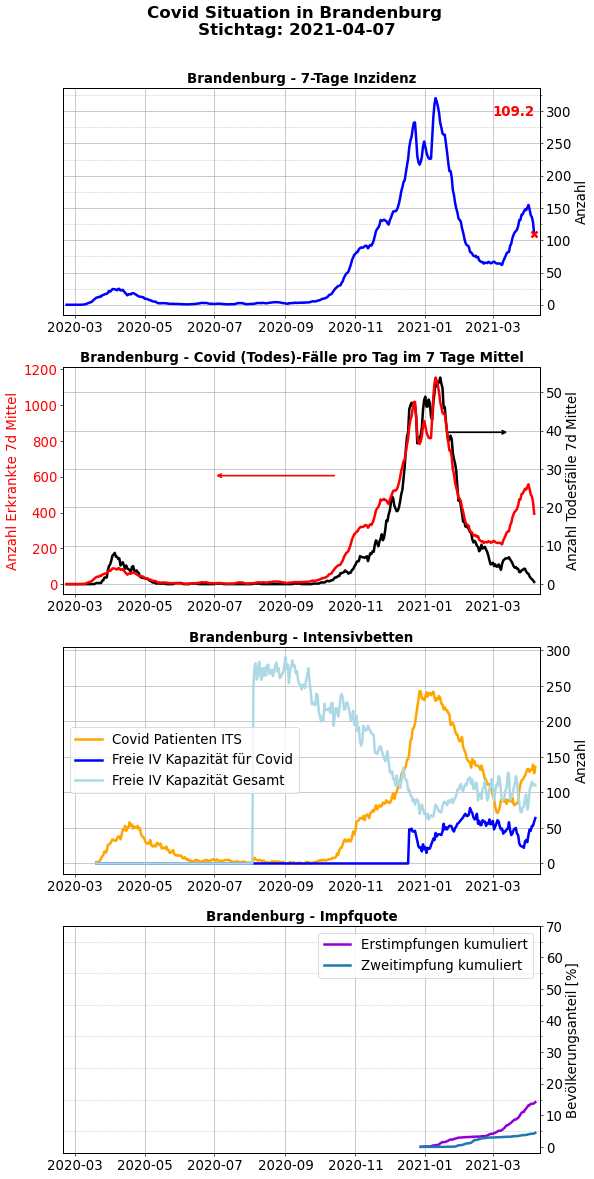 Covid Situation in Brandenburg
Stichtag: 2021-04-07
Brandenburg - 7-Tage Inzidenz
109.2
300
250
200
150
100
50
0
Anzahl
2020-03 2020-05 2020-07 2020-09 2020-11 2021-01 2021-03
Brandenburg - Covid (Todes)-Fälle pro Tag im 7 Tage Mittel
Anzahl Erkrankte 7d Mittel
1200
1000
800
600
400
200
0
50
40
30
20
10
0
Anzahl Todesfälle 7d Mittel
2020-03 2020-05 2020-07 2020-09 2020-11 2021-01 2021-03
Brandenburg - Intensivbetten
Covid Patienten ITS
Freie IV Kapazität für Covid
Freie IV Kapazität Gesamt
300
250
200
150
100
50
0
Anzahl
2020-03 2020-05 2020-07 2020-09 2020-11 2021-01 2021-03
Brandenburg - Impfquote
Erstimpfungen kumuliert
Zweitimpfung kumuliert
70
60
50
40
30
20
10
0
Bevölkerungsanteil [%]
2020-03 2020-05 2020-07 2020-09 2020-11 2021-01 2021-03